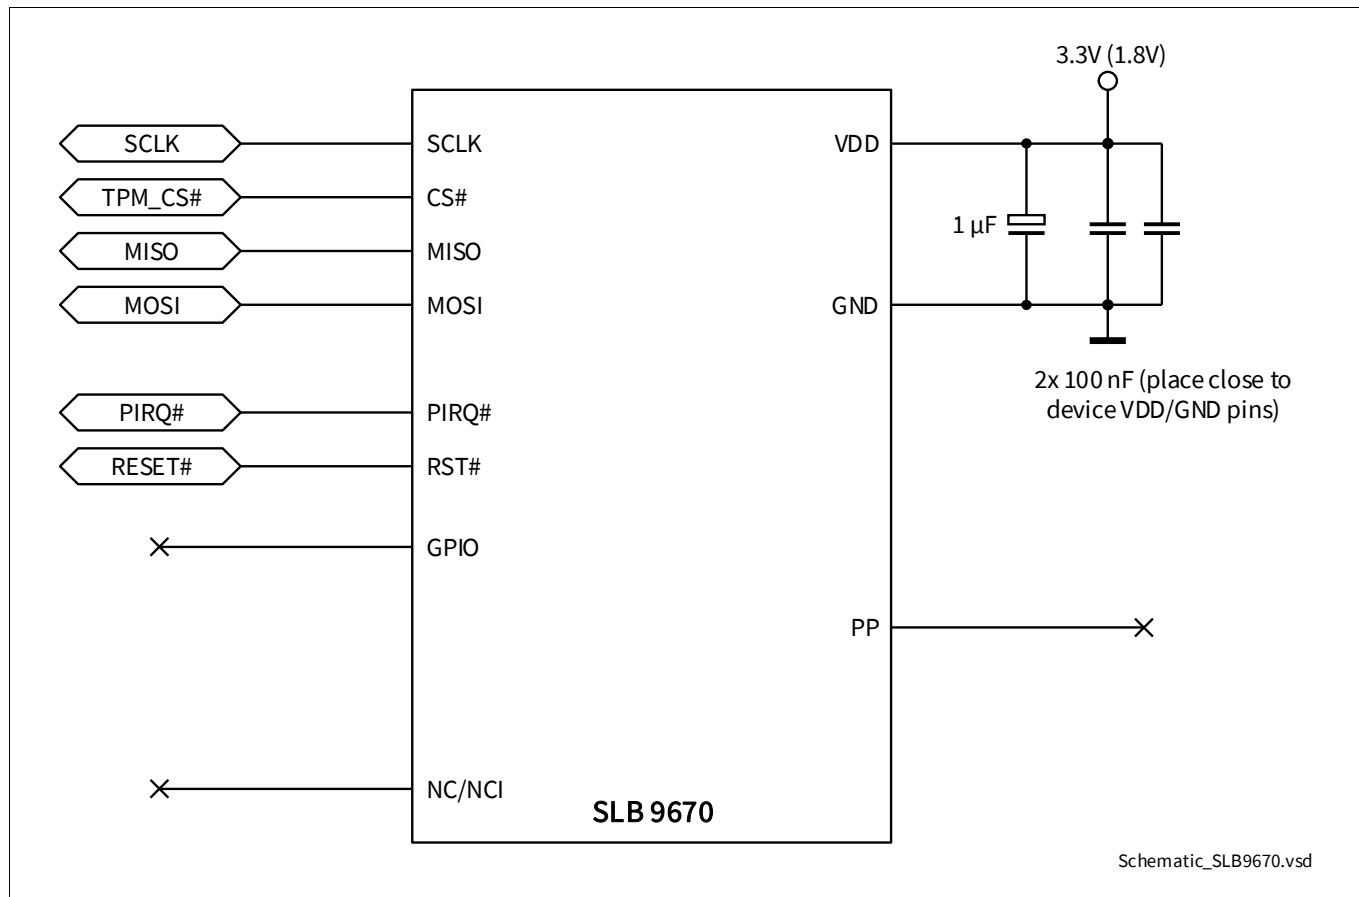 3.3V (1.8V)
SCLK
SCLK
VDD
TPM_CS#
CS#
MISO
MISO
1 µF
MOSI
MOSI
GND
2x 100 nF (place close to
device VDD/GND pins)
PIRQ#
PIRQ#
RESET#
RST#
GPIO
PP
NC/NCI
SLB 9670
Schematic_SLB9670.vsd